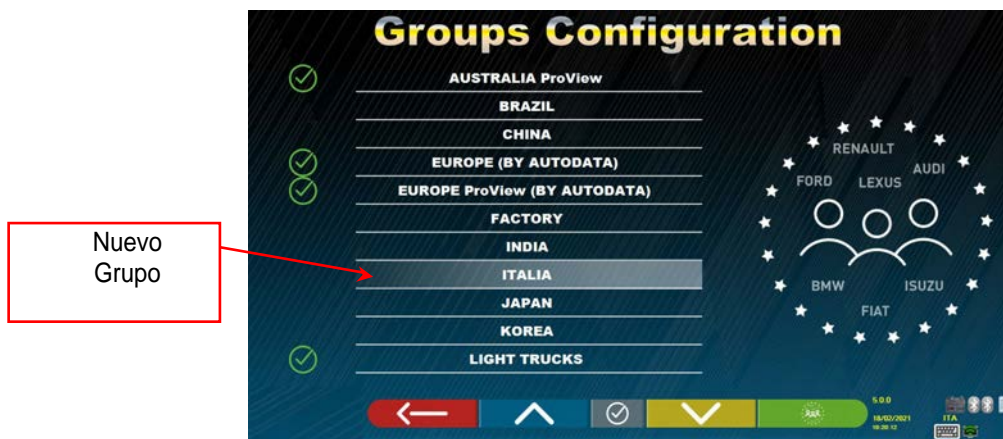 Groups Configuration
AUSTRALIA ProView
BRAZIL
CHINA
EUROPE (BY AUTODATA)
EUROPE ProView (BY AUTODATA)
FACTORY
INDIA
ITALIA
JAPAN
KOREA
LIGHT TRUCKS
Nuevo
Grupo
RENAULT
AUDI
FORD
LEXUS
BMW
ISUZU
FIAT
5.0.0
18/02/2021
ITA